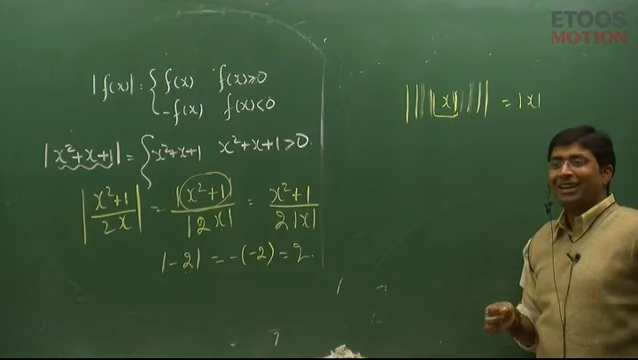 ETOOS
MOTION
|f(x)| = { f(x) f(x)≥0
-f(x) f(x)<0
|x²+x+1| = { x²+x+1 x²+x+1>0.
|x²+1/2x| = |(x²+1)|/|2x| = x²+1/2|x|
|-2| = -(-2) = 2.
||||||x|||||| = |x|